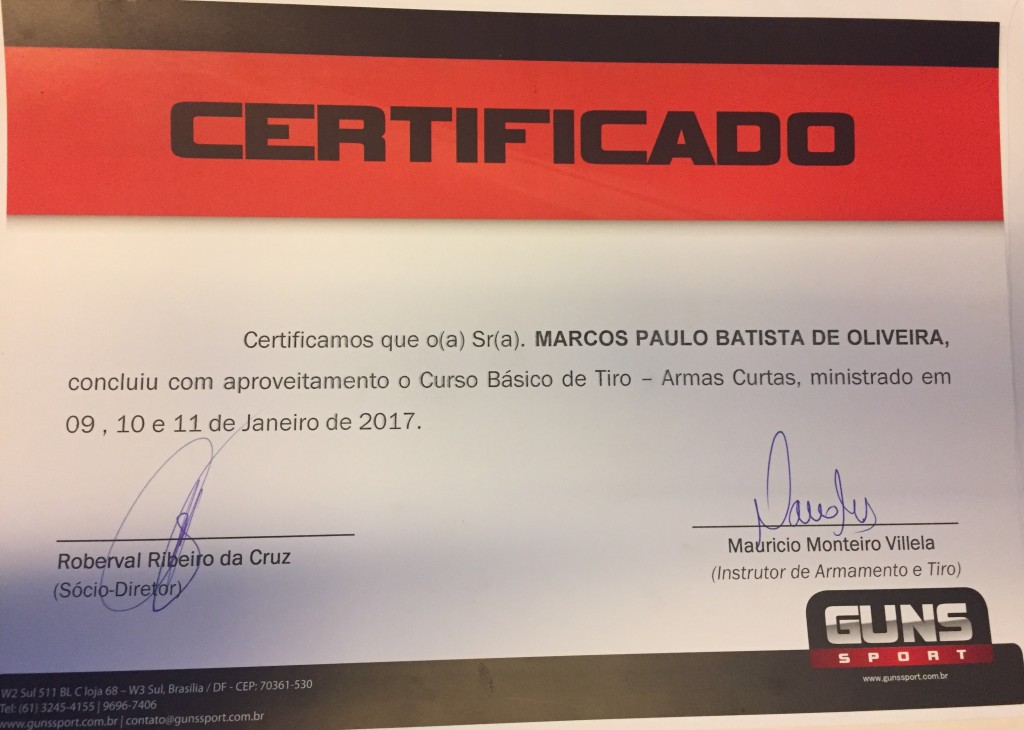 CERTIFICADO
Certificamos que o(a) Sr(a). MARCOS PAULO BATISTA DE OLIVEIRA,
concluiu com aproveitamento o Curso Básico de Tiro – Armas Curtas, ministrado em
09 , 10 e 11 de Janeiro de 2017.
Roberval Ribeiro da Cruz
(Sócio-Diretor)
Mauricio Monteiro Villela
(Instrutor de Armamento e Tiro)
GUNS
SPORT
www.gunssport.com.br
W2 Sul 511 BL C loja 68 – W3 Sul, Brasília / DF - CEP: 70361-530
Tel: (61) 3245-4155 | 9696-7406
www.gunssport.com.br | contato@gunssport.com.br